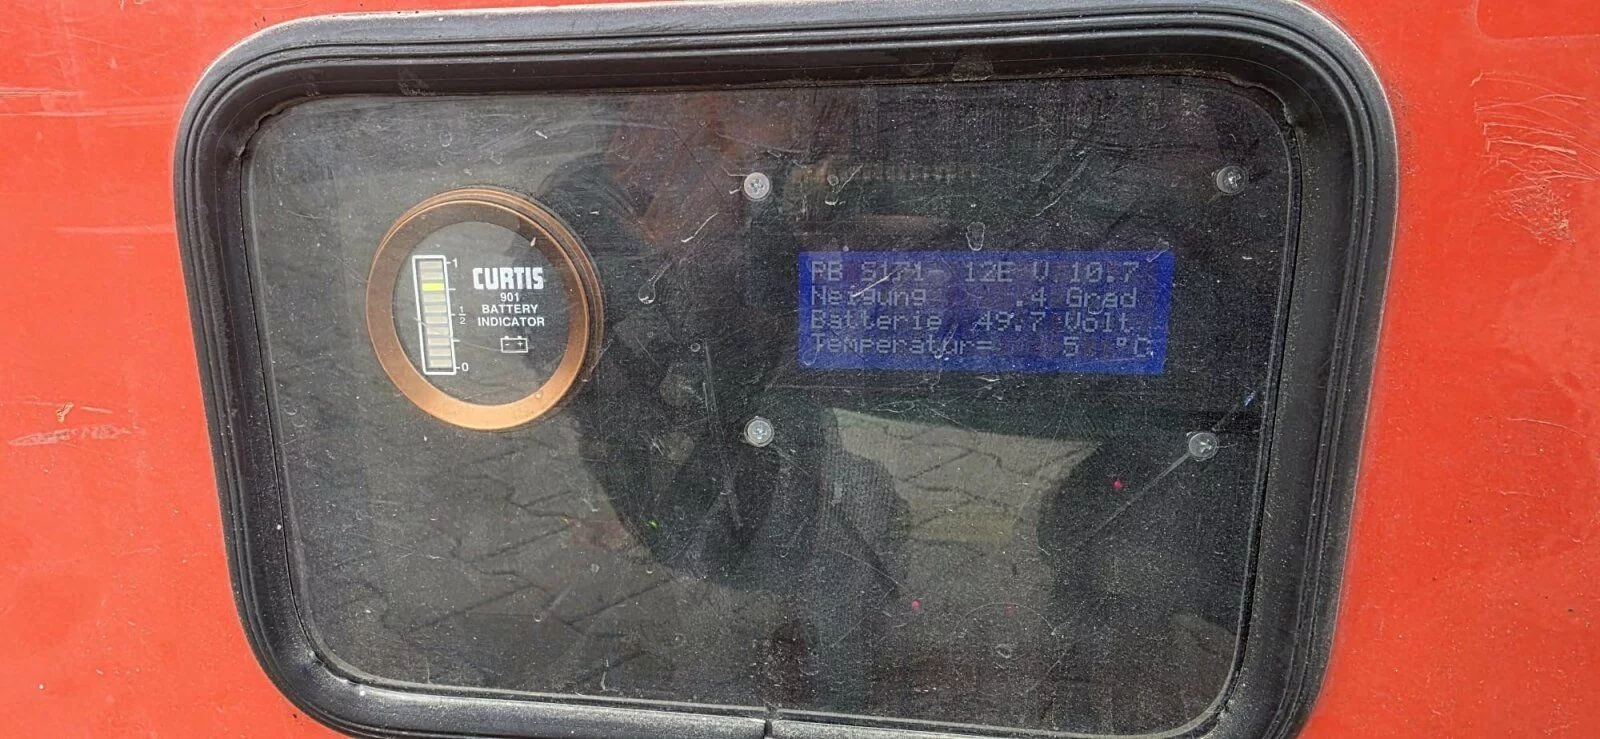 1
CURTIS
901
1/2
BATTERY
INDICATOR
- +
0
PB S171- 12E V 10.7
Neigung .4 Grad
Batterie 49.7 Volt
Temperatur= 5 °C